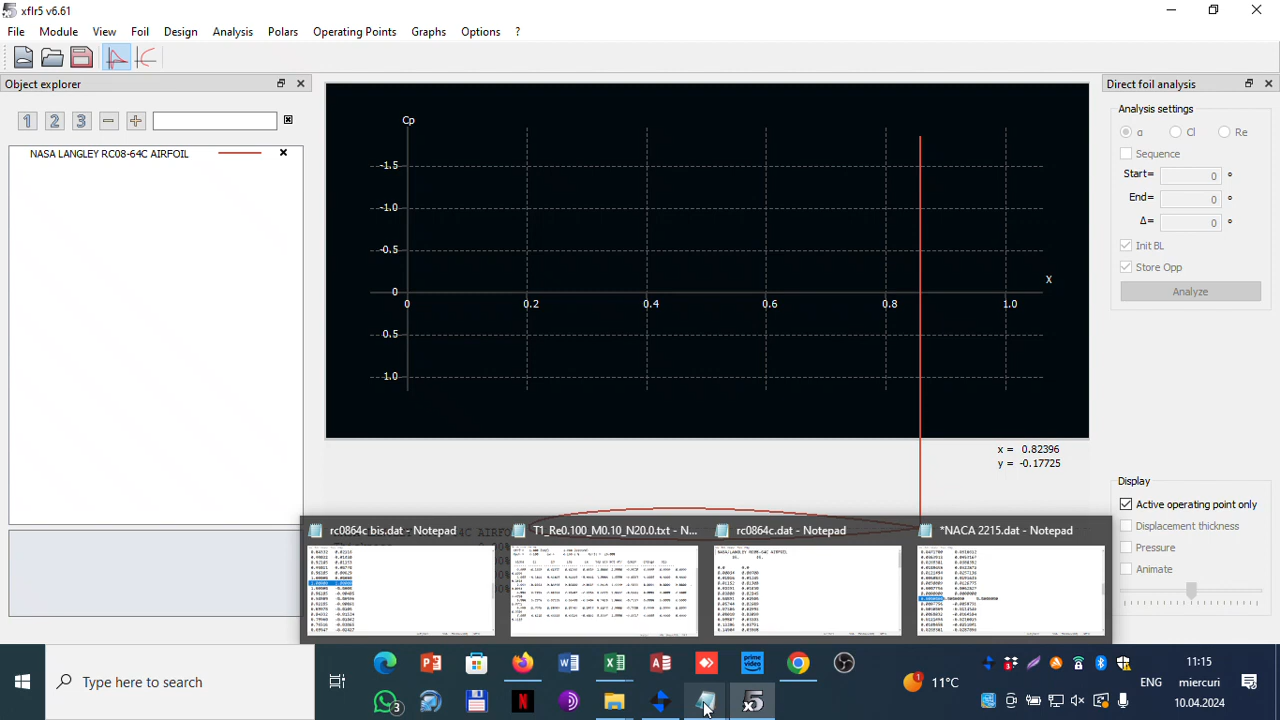 xflr5 v6.61
File Module View Foil Design Analysis Polars Operating Points Graphs Options ?
Object explorer
Direct foil analysis
1 2 3
NASA LANGLEY RC08-64C AIRFOIL
Cp
-1.5
-1.0
-0.5
0
0.5
1.0
X
0 0.2 0.4 0.6 0.8 1.0
x = 0.82396
y = -0.17725
Analysis settings
α Cl Re
Sequence
Start= 0 °
End= 0 °
Δ= 0 °
Init BL
Store Opp
Analyze
Display
Active operating point only
Displacement thickness
Pressure
Animate
rc0864c bis.dat - Notepad
T1_Re0.100_M0.10_N20.0.txt - N...
rc0864c.dat - Notepad
*NACA 2215.dat - Notepad
Type here to search
3
1
11°C
ENG
11:15
miercuri
10.04.2024